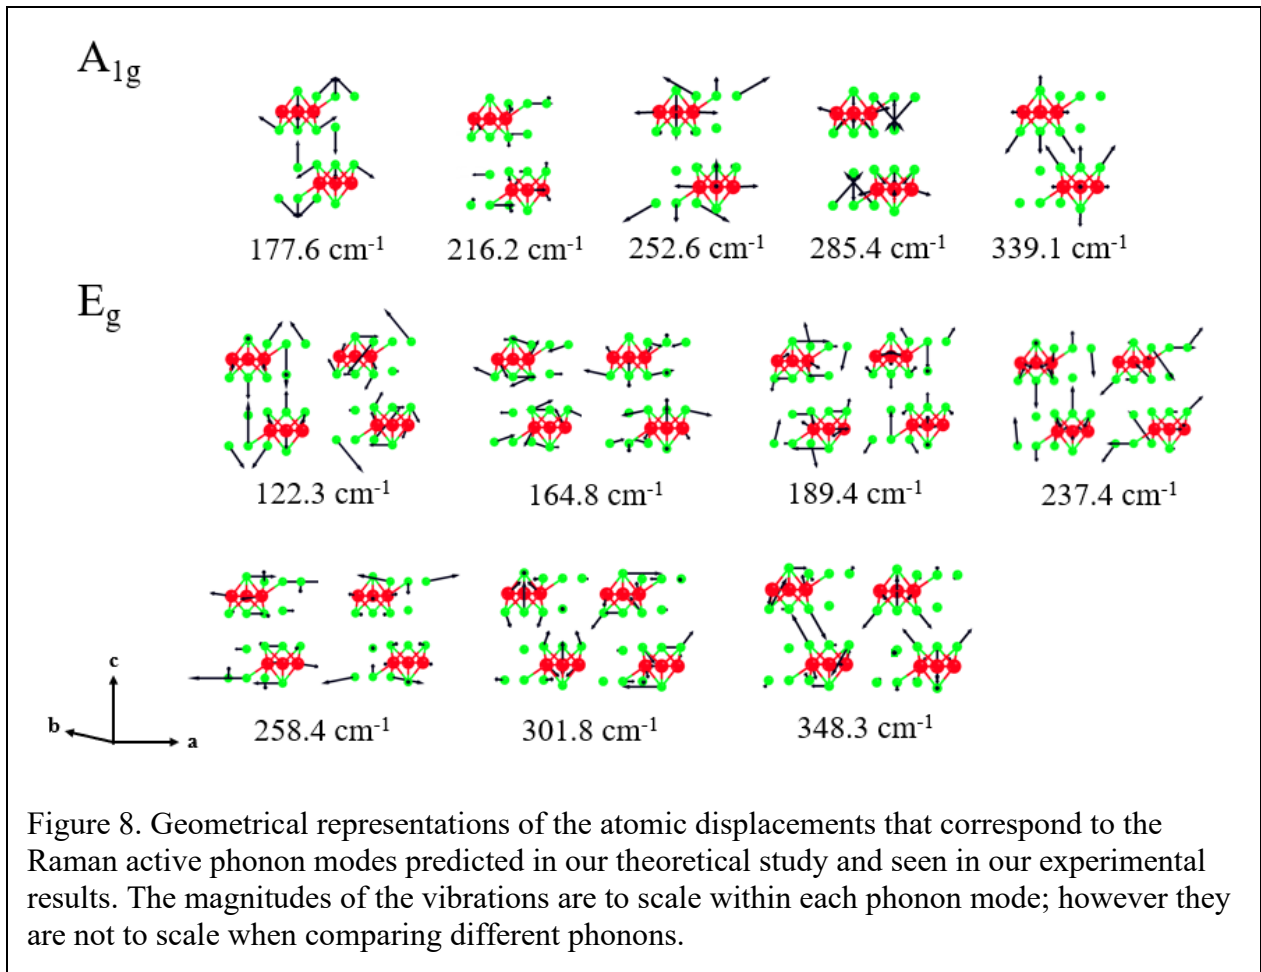 A1g
177.6 cm-1 216.2 cm-1 252.6 cm-1 285.4 cm-1 339.1 cm-1
Eg
122.3 cm-1 164.8 cm-1 189.4 cm-1 237.4 cm-1
c
b
a
258.4 cm-1 301.8 cm-1 348.3 cm-1
Figure 8. Geometrical representations of the atomic displacements that correspond to the
Raman active phonon modes predicted in our theoretical study and seen in our experimental
results. The magnitudes of the vibrations are to scale within each phonon mode; however they
are not to scale when comparing different phonons.